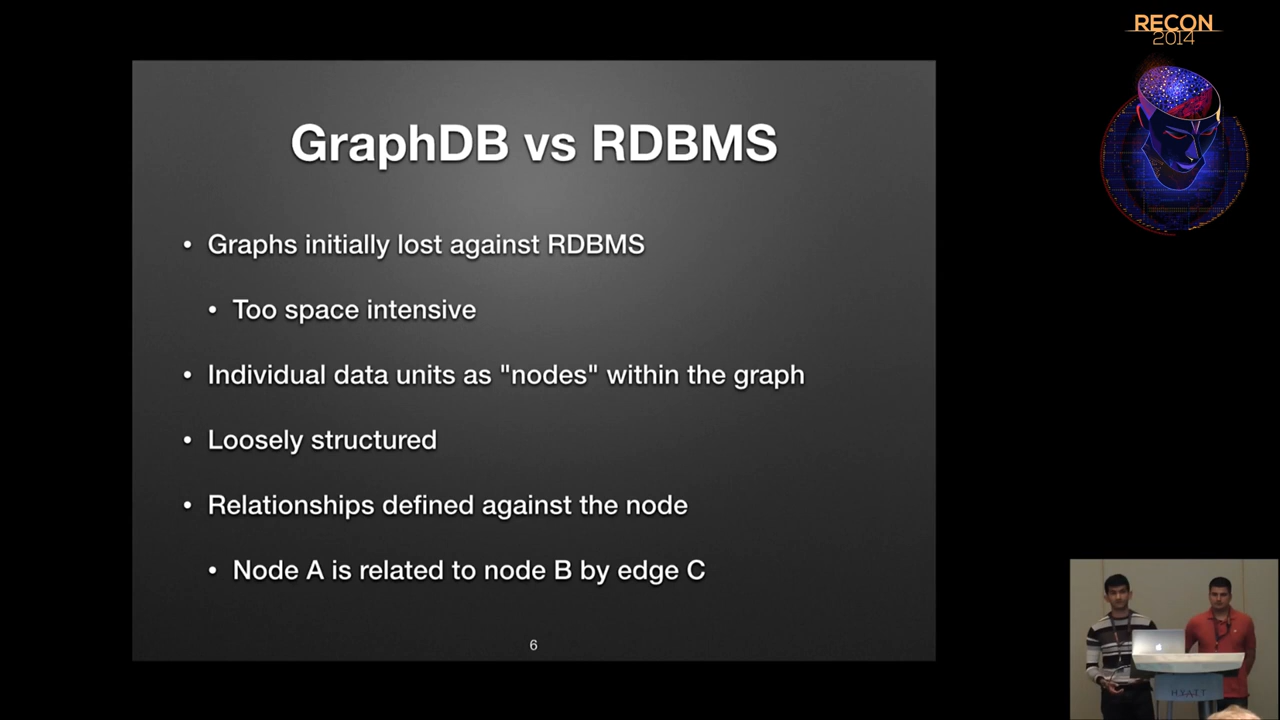 RECON
2014
GraphDB vs RDBMS
• Graphs initially lost against RDBMS
• Too space intensive
• Individual data units as "nodes" within the graph
• Loosely structured
• Relationships defined against the node
• Node A is related to node B by edge C
6
HYATT